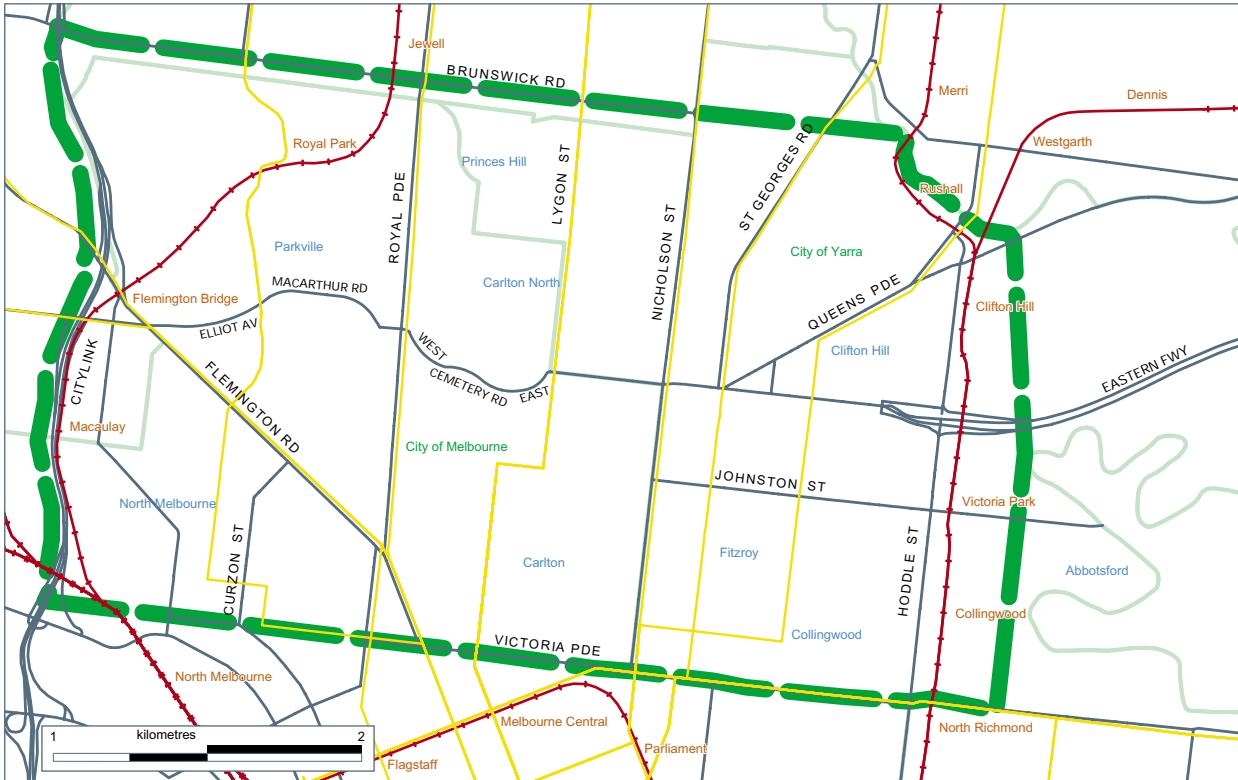 Jewell
BRUNSWICK RD
Merri
Dennis
Royal Park
Princes Hill
LYGON ST
ST GEORGES RD
Westgarth
Rushall
ROYAL PDE
NICHOLSON ST
Parkville
City of Yarra
Carlton North
MACARTHUR RD
Flemington Bridge
ELLIOT AV
QUEENS PDE
Clifton Hill
Clifton Hill
WEST
CEMETERY RD
EAST
EASTERN FWY
CITYLINK
FLEMINGTON RD
Macaulay
City of Melbourne
JOHNSTON ST
North Melbourne
Victoria Park
CURZON ST
Carlton
Fitzroy
HODDLE ST
Abbotsford
Collingwood
Collingwood
VICTORIA PDE
North Melbourne
Melbourne Central
North Richmond
Parliament
Flagstaff
1 kilometres 2